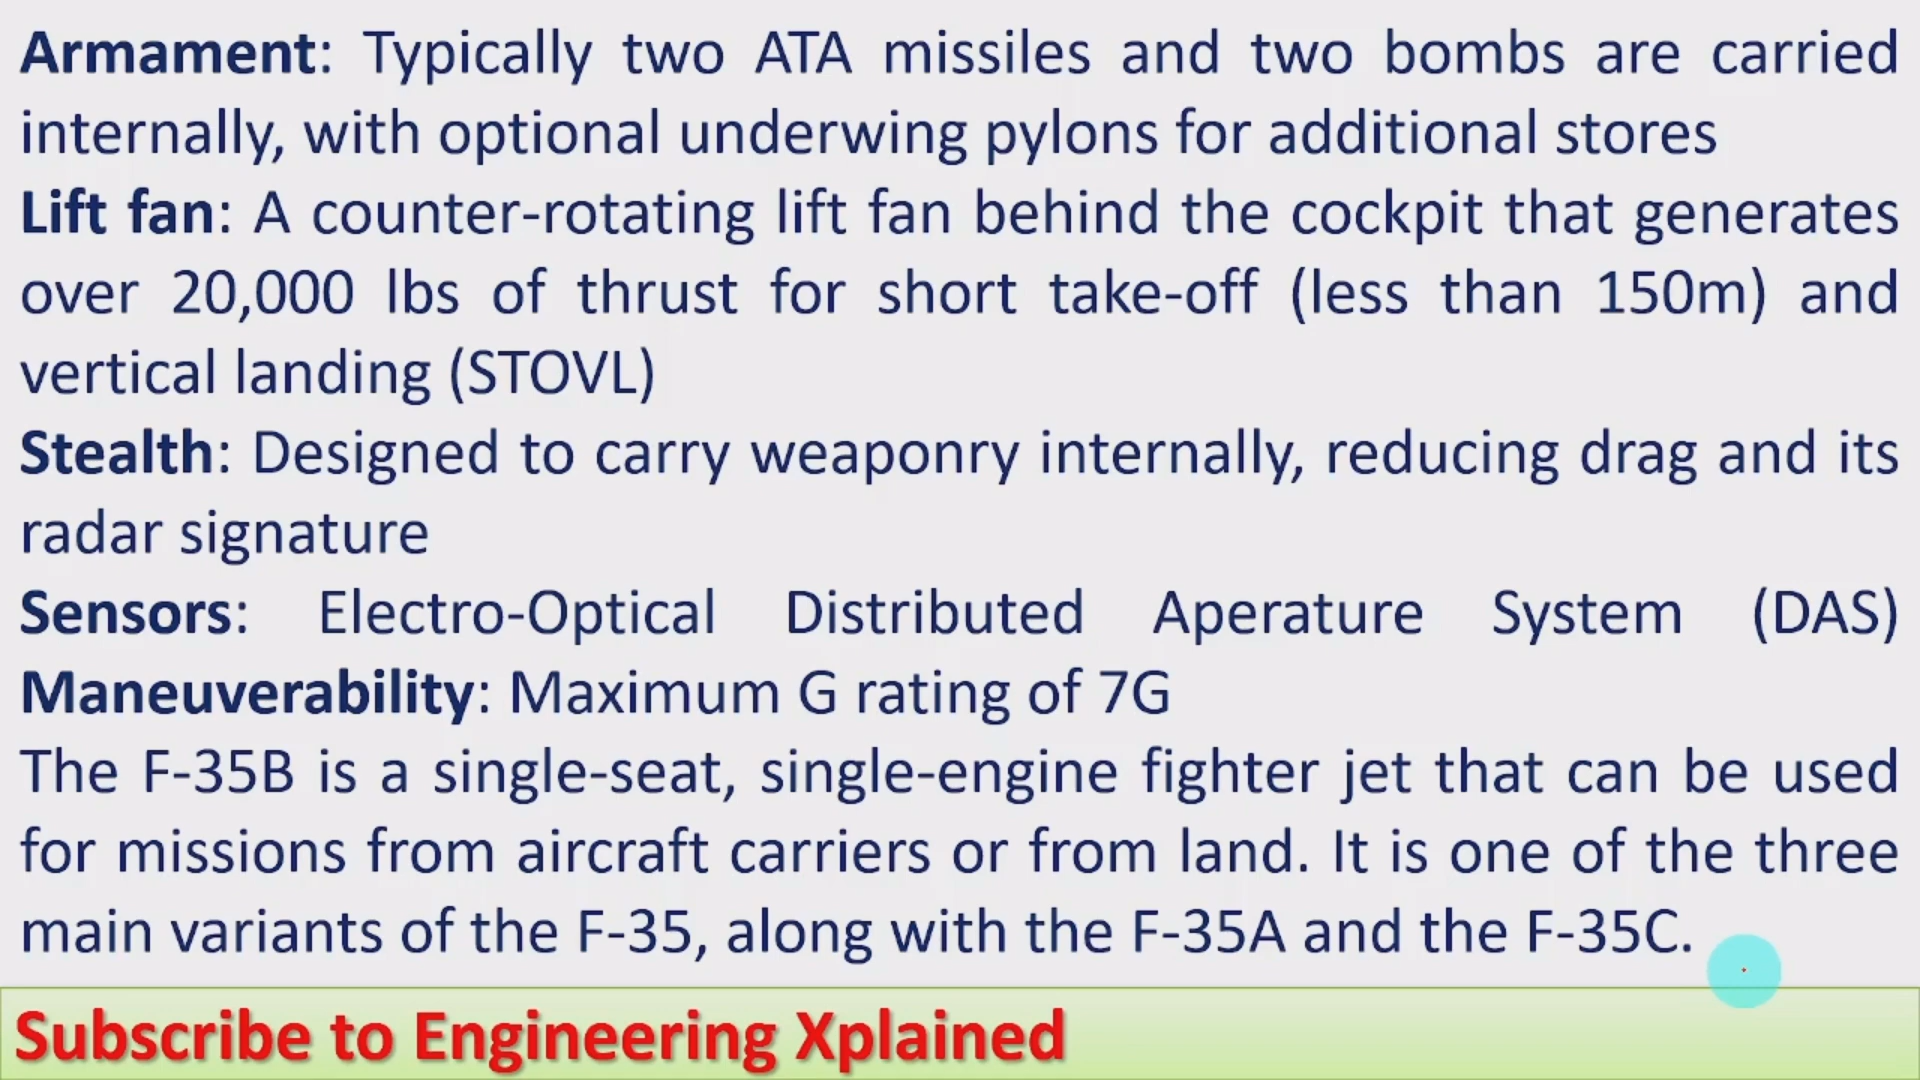 Armament: Typically two ATA missiles and two bombs are carried
internally, with optional underwing pylons for additional stores
Lift fan: A counter-rotating lift fan behind the cockpit that generates
over 20,000 lbs of thrust for short take-off (less than 150m) and
vertical landing (STOVL)
Stealth: Designed to carry weaponry internally, reducing drag and its
radar signature
Sensors: Electro-Optical Distributed Aperature System (DAS)
Maneuverability: Maximum G rating of 7G
The F-35B is a single-seat, single-engine fighter jet that can be used
for missions from aircraft carriers or from land. It is one of the three
main variants of the F-35, along with the F-35A and the F-35C.
Subscribe to Engineering Xplained